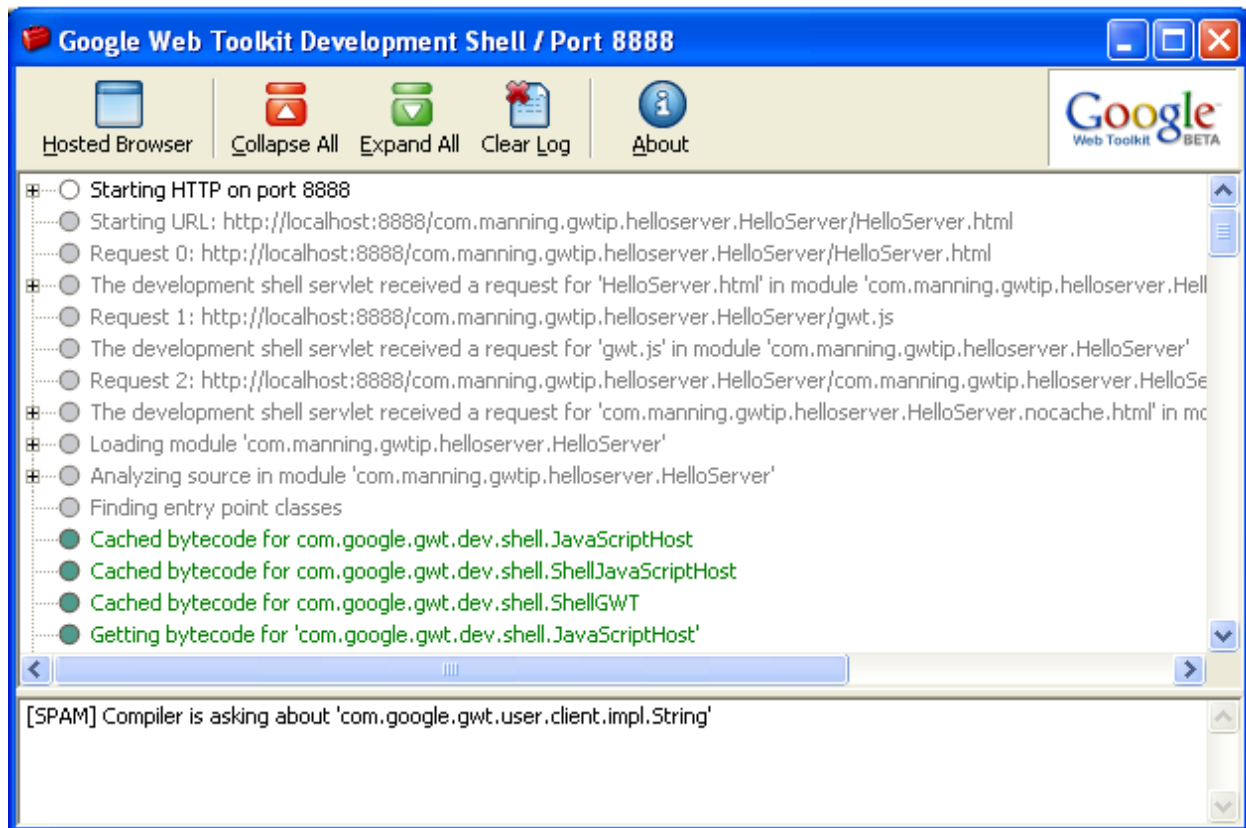 Google Web Toolkit Development Shell / Port 8888
Hosted Browser Collapse All Expand All Clear Log About
Google
Web Toolkit BETA
Starting HTTP on port 8888
Starting URL: http://localhost:8888/com.manning.gwtip.helloserver.HelloServer/HelloServer.html
Request 0: http://localhost:8888/com.manning.gwtip.helloserver.HelloServer/HelloServer.html
The development shell servlet received a request for 'HelloServer.html' in module 'com.manning.gwtip.helloserver.Hell
Request 1: http://localhost:8888/com.manning.gwtip.helloserver.HelloServer/gwt.js
The development shell servlet received a request for 'gwt.js' in module 'com.manning.gwtip.helloserver.HelloServer'
Request 2: http://localhost:8888/com.manning.gwtip.helloserver.HelloServer/com.manning.gwtip.helloserver.HelloSe
The development shell servlet received a request for 'com.manning.gwtip.helloserver.HelloServer.nocache.html' in mo
Loading module 'com.manning.gwtip.helloserver.HelloServer'
Analyzing source in module 'com.manning.gwtip.helloserver.HelloServer'
Finding entry point classes
Cached bytecode for com.google.gwt.dev.shell.JavaScriptHost
Cached bytecode for com.google.gwt.dev.shell.ShellJavaScriptHost
Cached bytecode for com.google.gwt.dev.shell.ShellGWT
Getting bytecode for 'com.google.gwt.dev.shell.JavaScriptHost'
[SPAM] Compiler is asking about 'com.google.gwt.user.client.impl.String'